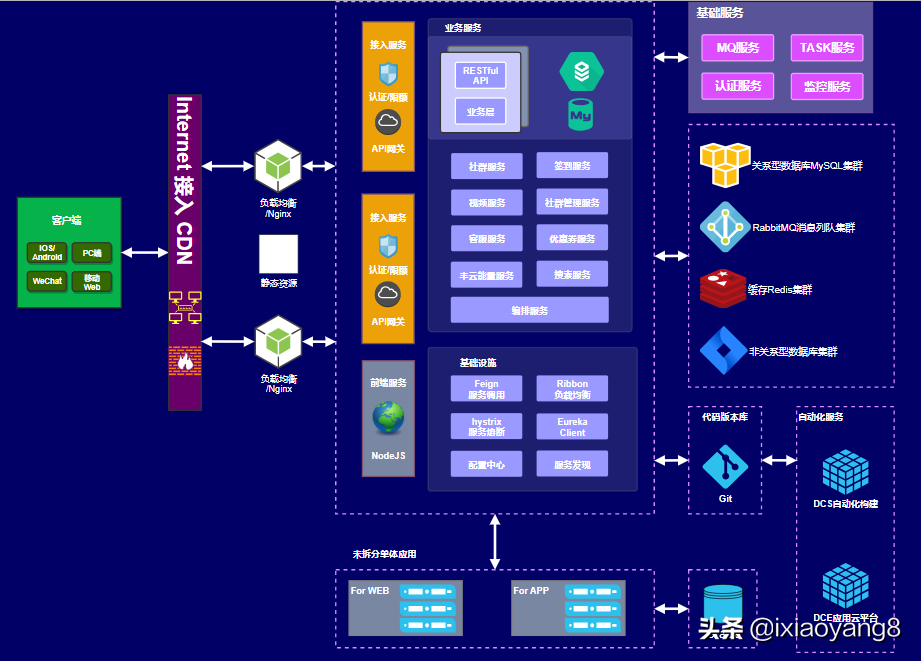 客户端
IOS/
Android
PC端
WeChat
移动
Web
Internet 接入 CDN
负载均衡
/Nginx
静态资源
负载均衡
/Nginx
接入服务
认证/限额
API网关
接入服务
认证/限额
API网关
前端服务
NodeJS
业务服务
RESTful
API
业务层
My
社群服务
签到服务
视频服务
社群管理服务
客服服务
优惠券服务
丰云能量服务
搜索服务
编排服务
基础设施
Feign
服务调用
Ribbon
负载均衡
hystrix
服务熔断
Eureka
Client
配置中心
服务发现
未拆分单体应用
For WEB
For APP
基础服务
MQ服务
TASK服务
认证服务
监控服务
关系型数据库MySQL集群
RabbitMQ消息列队集群
缓存Redis集群
非关系型数据库集群
代码版本库
Git
自动化服务
DCS自动化构建
DCE应用云平台
头条 @ixiaoyang8